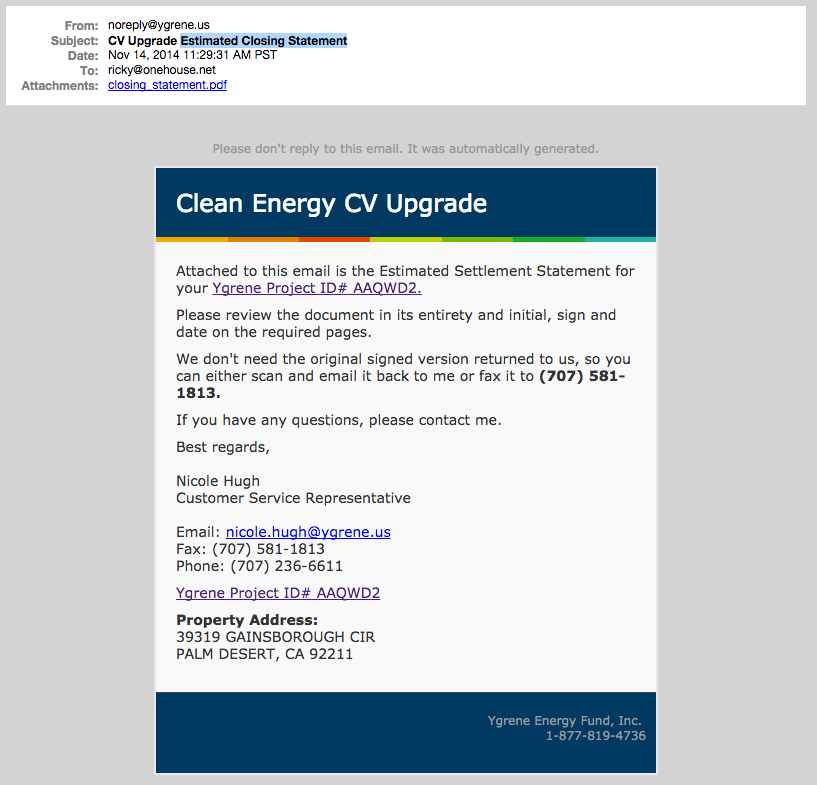 From: noreply@ygrene.us
Subject: CV Upgrade Estimated Closing Statement
Date: Nov 14, 2014 11:29:31 AM PST
To: ricky@onehouse.net
Attachments: closing_statement.pdf
Please don't reply to this email. It was automatically generated.
Clean Energy CV Upgrade
Attached to this email is the Estimated Settlement Statement for
your Ygrene Project ID# AAQWD2.
Please review the document in its entirety and initial, sign and
date on the required pages.
We don't need the original signed version returned to us, so you
can either scan and email it back to me or fax it to (707) 581-
1813.
If you have any questions, please contact me.
Best regards,
Nicole Hugh
Customer Service Representative
Email: nicole.hugh@ygrene.us
Fax: (707) 581-1813
Phone: (707) 236-6611
Ygrene Project ID# AAQWD2
Property Address:
39319 GAINSBOROUGH CIR
PALM DESERT, CA 92211
Ygrene Energy Fund, Inc.
1-877-819-4736